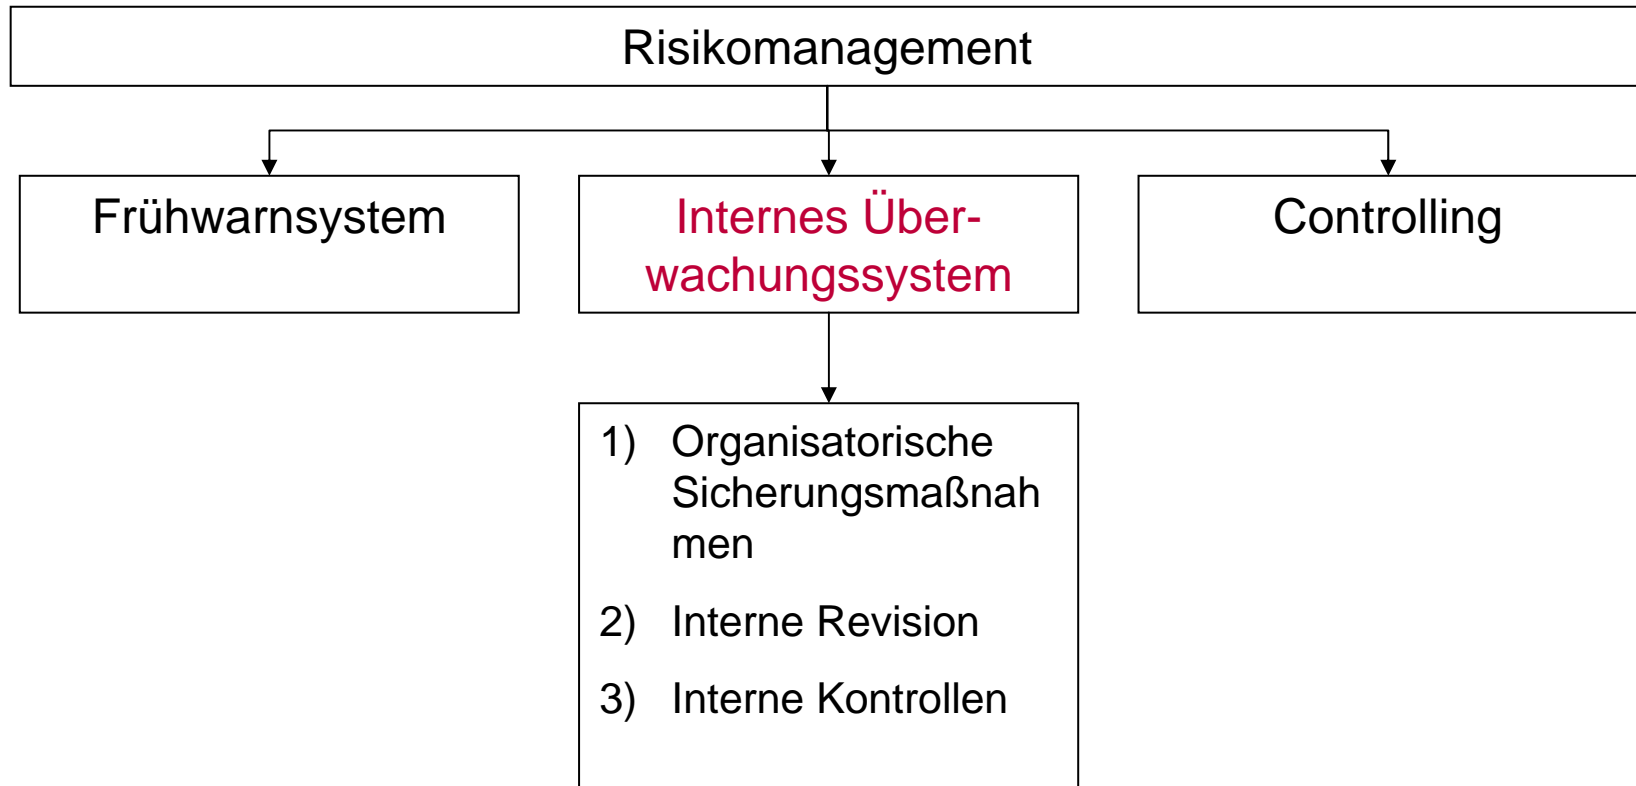 Risikomanagement
Frühwarnsystem
Internes Über-
wachungssystem
Controlling
1) Organisatorische
Sicherungsmaßnah
men
2) Interne Revision
3) Interne Kontrollen